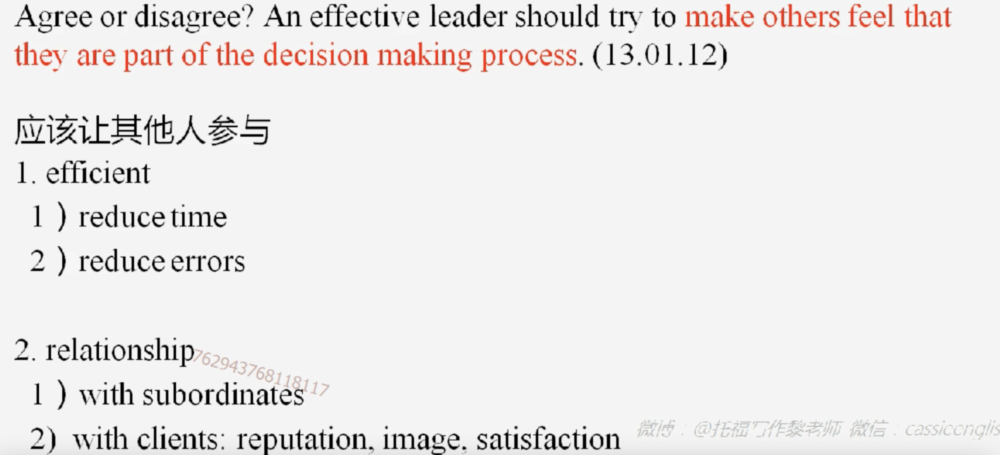 Agree or disagree? An effective leader should try to make others feel that
they are part of the decision making process. (13.01.12)
应该让其他人参与
1. efficient
1 ) reduce time
2 ) reduce errors
2. relationship
762943768118117
1 ) with subordinates
2) with clients: reputation, image, satisfaction
微博：@托福写作黎老师 微信：